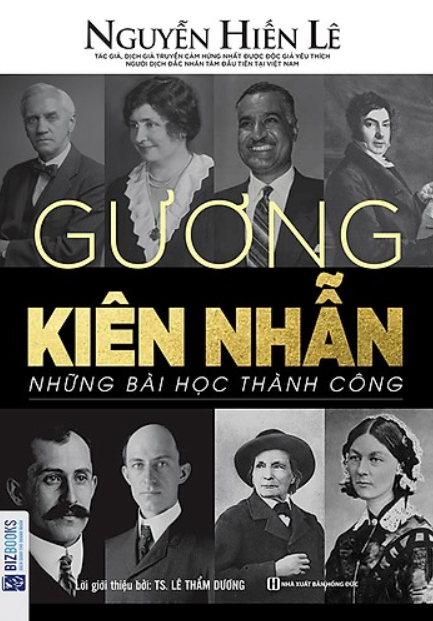 NGUYỄN HIẾN LÊ
TÁC GIẢ, DỊCH GIẢ TRUYỀN CẢM HỨNG NHẤT ĐƯỢC ĐỘC GIẢ YÊU THÍCH
NGƯỜI DỊCH ĐẮC NHÂN TÂM ĐẦU TIÊN TẠI VIỆT NAM
GƯƠNG
KIÊN NHẪN
NHỮNG BÀI HỌC THÀNH CÔNG
BIZBOOKS
Lời giới thiệu bởi: TS. LÊ THẨM DƯƠNG
NHÀ XUẤT BẢN HỒNG ĐỨC